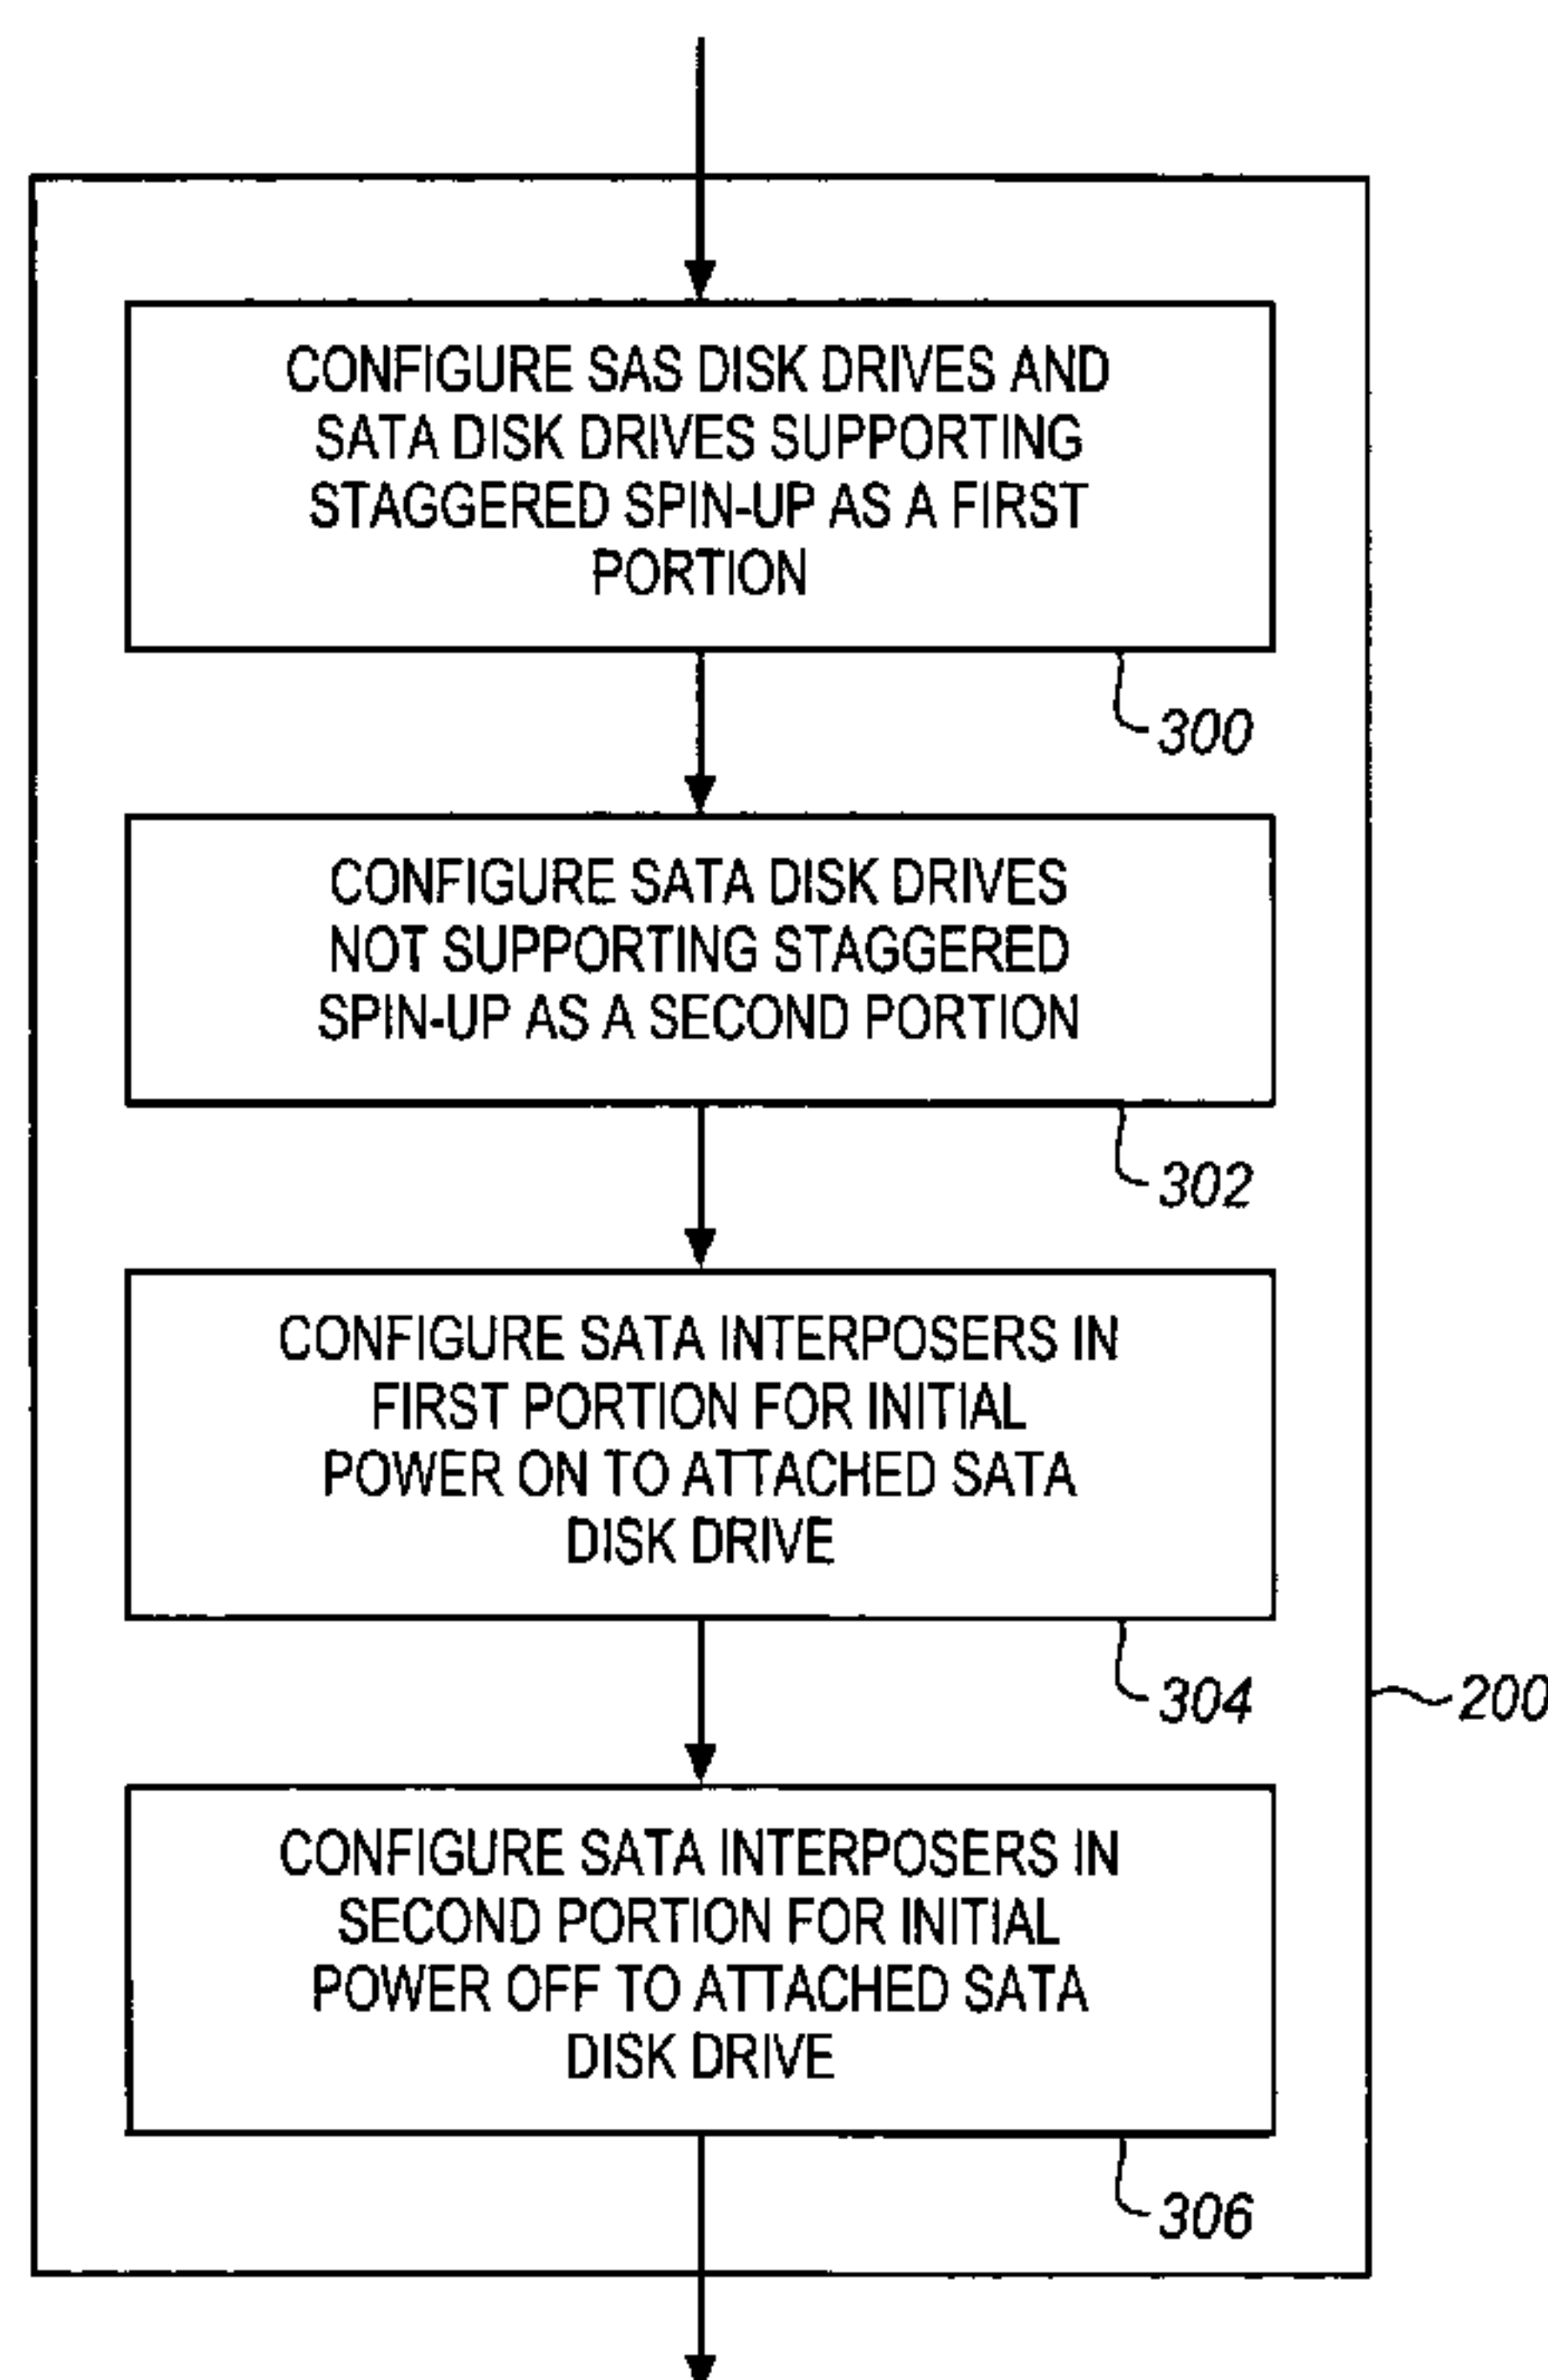 CONFIGURE SAS DISK DRIVES AND
SATA DISK DRIVES SUPPORTING
STAGGERED SPIN-UP AS A FIRST
PORTION
300
CONFIGURE SATA DISK DRIVES
NOT SUPPORTING STAGGERED
SPIN-UP AS A SECOND PORTION
302
CONFIGURE SATA INTERPOSERS IN
FIRST PORTION FOR INITIAL
POWER ON TO ATTACHED SATA
DISK DRIVE
304
200
CONFIGURE SATA INTERPOSERS IN
SECOND PORTION FOR INITIAL
POWER OFF TO ATTACHED SATA
DISK DRIVE
306